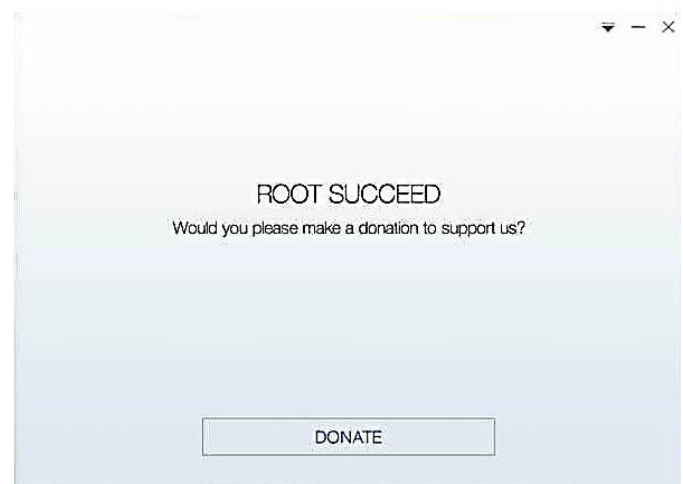 ROOT SUCCEED
Would you please make a donation to support us?
DONATE